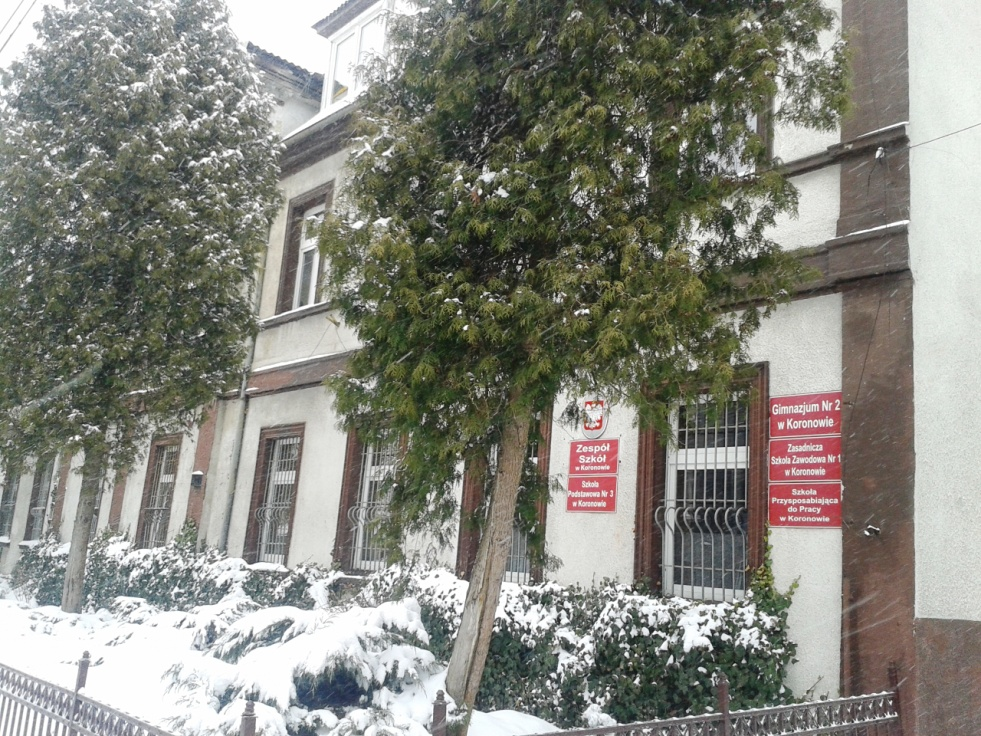 Zespół
Szkół
w Koronowie
Szkoła
Podstawowa Nr 3
w Koronowie
Gimnazjum Nr 2
w Koronowie
Zasadnicza
Szkoła Zawodowa Nr 1
w Koronowie
Szkoła
Przysposabiająca
do Pracy
w Koronowie